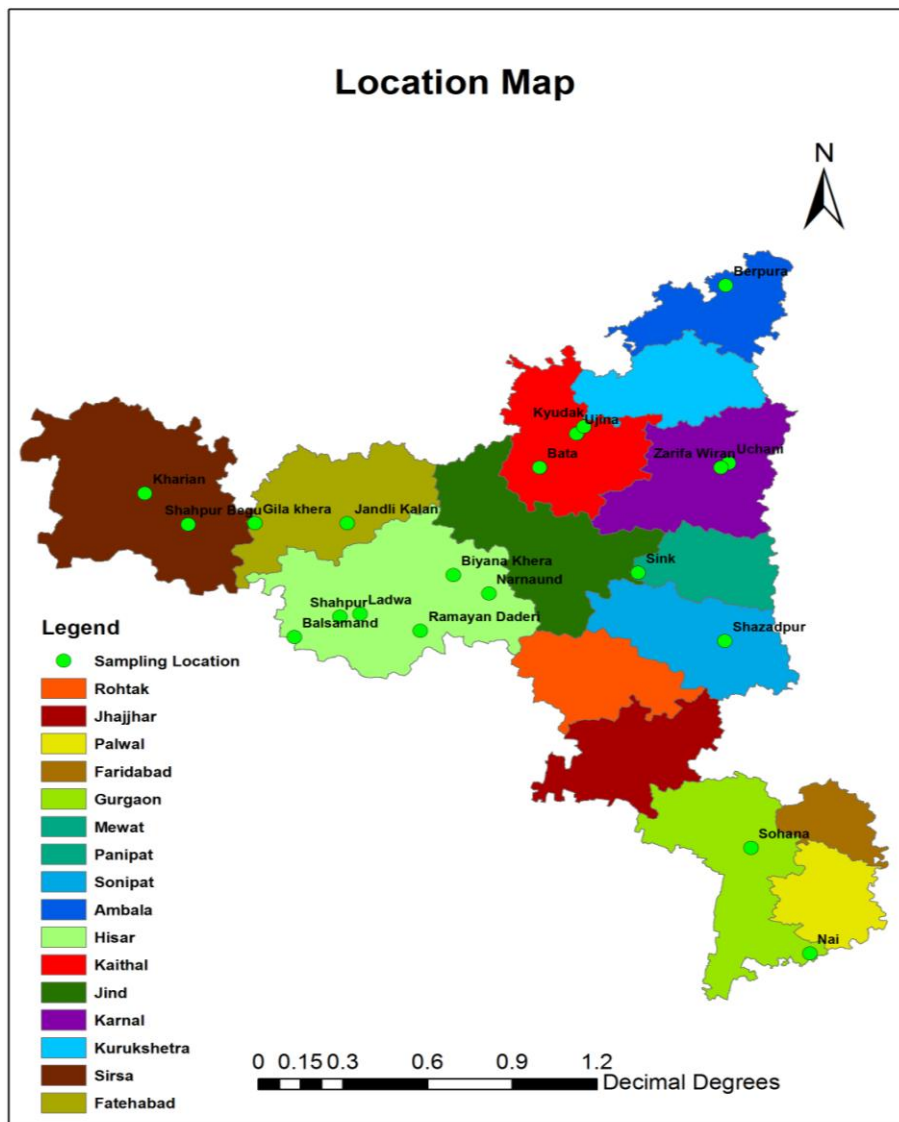 Location Map
N
Berpura
Kyudak
Ujina
Bata
Zarifa Wiran
Ucham
Kharian
Shahpur Begu
Gila khera
Jandli Kalan
Biyana Khera
Narnaund
Sink
Shahpur
Ladwa
Balsamand
Ramayan Daderi
Shazadpur
Sohana
Nai
Legend
Sampling Location
Rohtak
Jhajjhar
Palwal
Faridabad
Gurgaon
Mewat
Panipat
Sonipat
Ambala
Hisar
Kaithal
Jind
Karnal
Kurukshetra
Sirsa
Fatehabad
0 0.15 0.3 0.6 0.9 1.2
Decimal Degrees